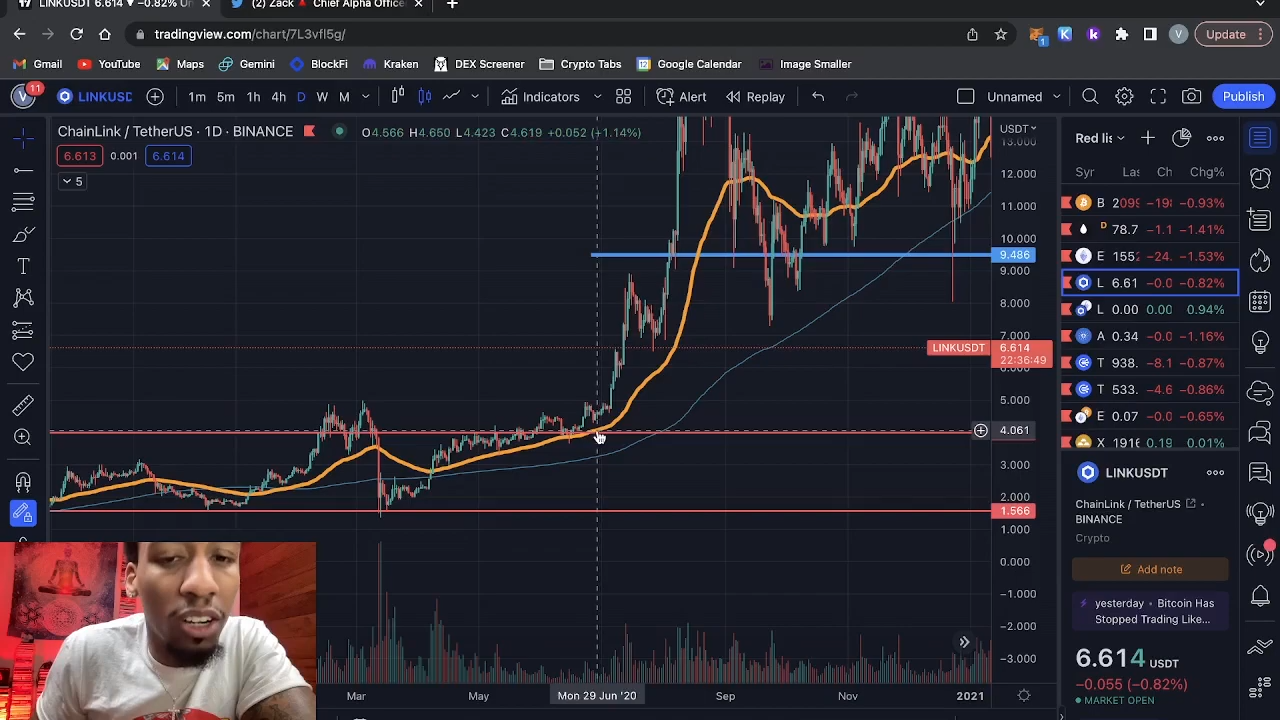 LINKUSDT 6.614 ▼ −0.82% Un
(2) Zack Chief Alpha Office
tradingview.com/chart/7L3vfl5g/
1
V
Update
Gmail
YouTube
Maps
Gemini
BlockFi
Kraken
DEX Screener
Crypto Tabs
Google Calendar
Image Smaller
V
11
LINKUSD
1m 5m 1h 4h D W M
Indicators
Alert
Replay
Unnamed
Publish
ChainLink / TetherUS · 1D · BINANCE
O4.566 H4.650 L4.423 C4.619 +0.052 (+1.14%)
6.613 0.001 6.614
5
USDT
13.000
12.000
11.000
10.000
9.486
9.000
8.000
7.000
LINKUSDT 6.614
22:36:49
6.000
5.000
4.061
3.000
2.000
1.566
1.000
0.000
−1.000
−2.000
−3.000
Mar
May
Mon 29 Jun '20
Sep
Nov
2021
Red lis
Syr Las Ch Chg%
B 2099 −19 −0.93%
D 78.7 −1.1 −1.41%
E 1552 −24. −1.53%
L 6.61 −0.0 −0.82%
L 0.00 0.00 0.94%
A 0.34 −0.0 −1.16%
T 938. −8.1 −0.87%
T 533. −4.6 −0.86%
E 0.07 −0.0 −0.65%
X 1916 0.19 0.01%
LINKUSDT
ChainLink / TetherUS
BINANCE
Crypto
Add note
yesterday • Bitcoin Has
Stopped Trading Like...
6.614 USDT
−0.055 (−0.82%)
MARKET OPEN